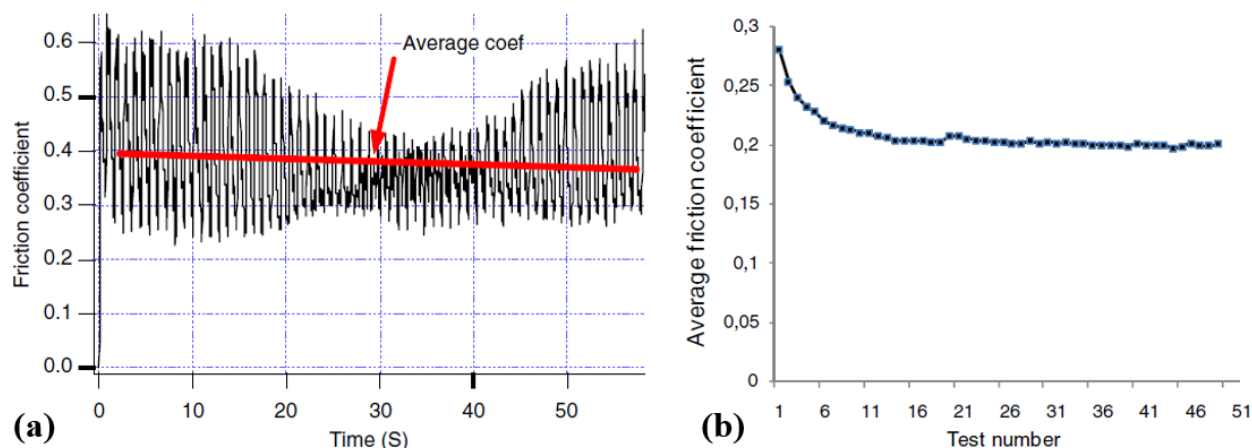 Friction coefficient
0.6
0.5
0.4
0.3
0.2
0.1
0.0
Average coef
0 10 20 30 40 50
Time (S)
(a)
Average friction coefficient
0,3
0,25
0,2
0,15
0,1
0,05
0
1 6 11 16 21 26 31 36 41 46 51
Test number
(b)